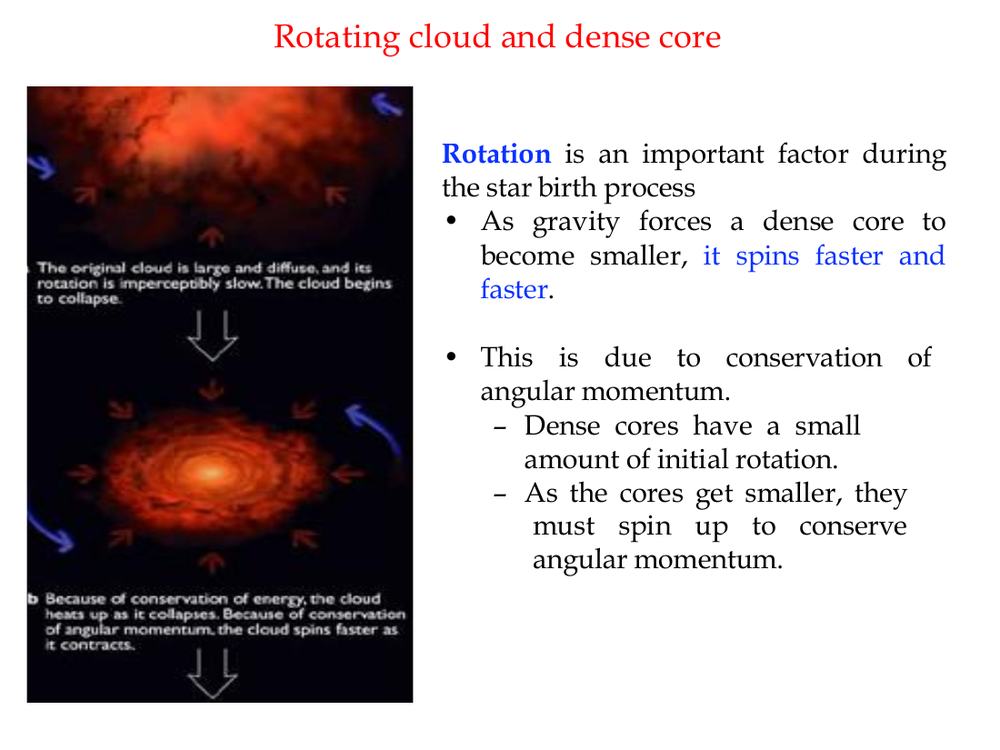 Rotating cloud and dense core
The original cloud is large and diffuse, and its
rotation is imperceptibly slow. The cloud begins
to collapse.
b Because of conservation of energy, the cloud
heats up as it collapses. Because of conservation
of angular momentum, the cloud spins faster as
it contracts.
Rotation is an important factor during
the star birth process
• As gravity forces a dense core to
become smaller, it spins faster and
faster.
• This is due to conservation of
angular momentum.
– Dense cores have a small
amount of initial rotation.
– As the cores get smaller, they
must spin up to conserve
angular momentum.